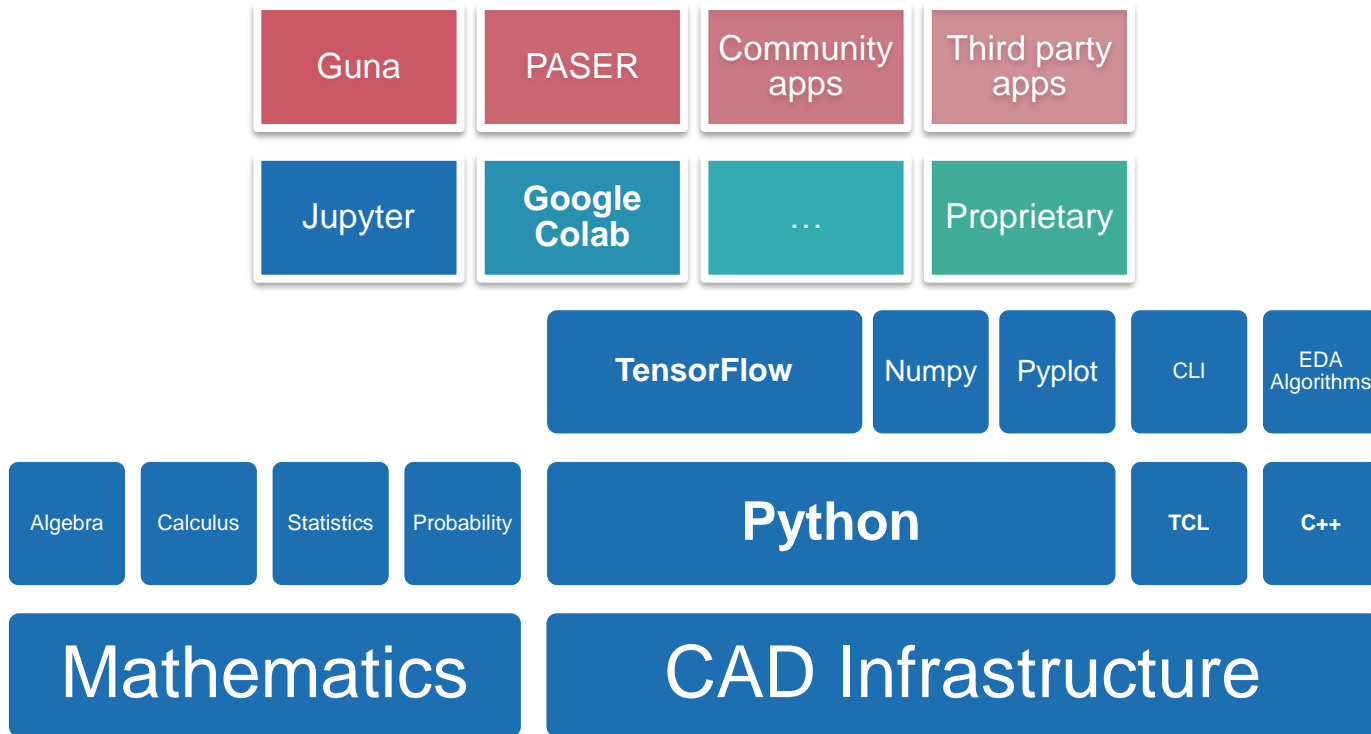 Guna
PASER
Community
apps
Third party
apps
Jupyter
Google
Colab
…
Proprietary
TensorFlow
Numpy
Pyplot
CLI
EDA
Algorithms
Algebra
Calculus
Statistics
Probability
Python
TCL
C++
Mathematics
CAD Infrastructure